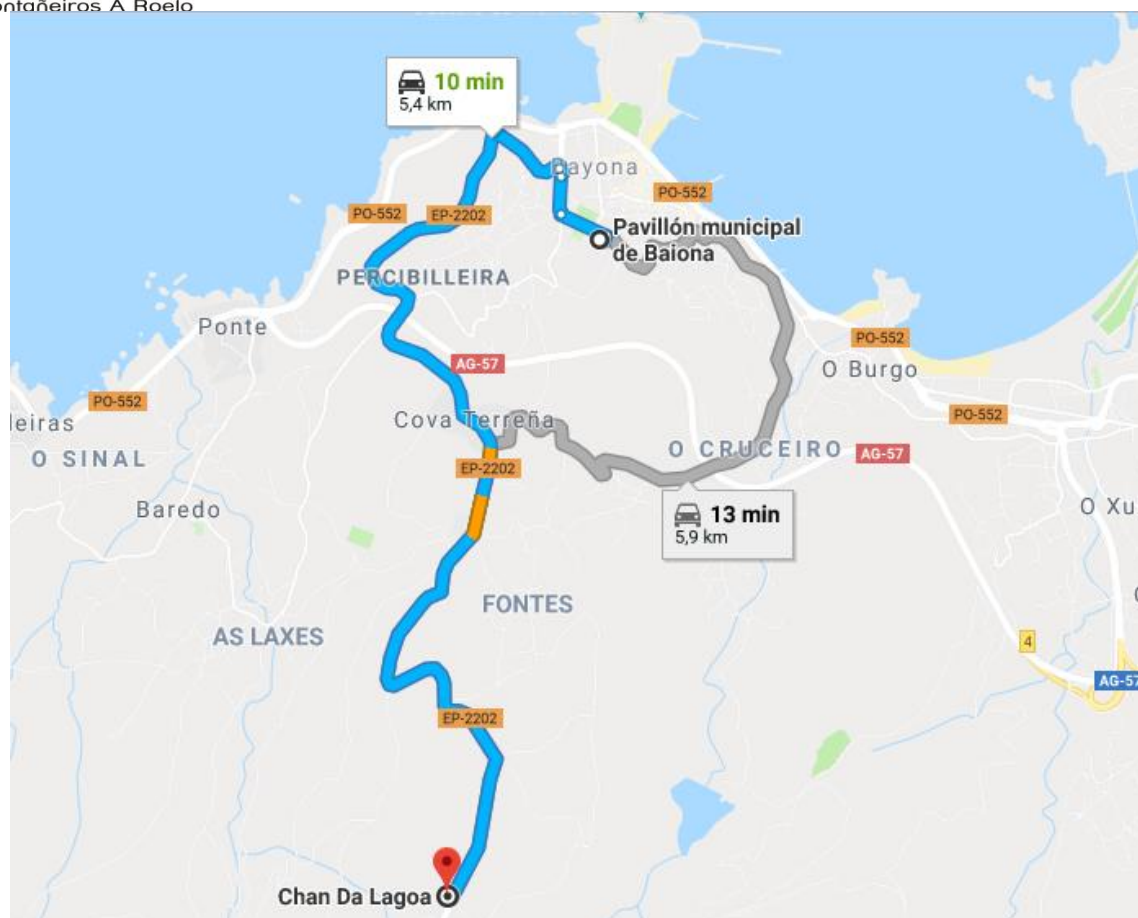 A Roelo
10 min
5,4 km
Bayona
PO-552
PO-552
EP-2202
Pavillón municipal
de Baiona
PERCIBILLEIRA
Ponte
PO-552
AG-57
O Burgo
PO-552
PO-552
leiras
Cova Terreña
O SINAL
EP-2202
O CRUCEIRO
AG-57
Baredo
13 min
5,9 km
O Xu
FONTES
AS LAXES
4
AG-57
EP-2202
Chan Da Lagoa